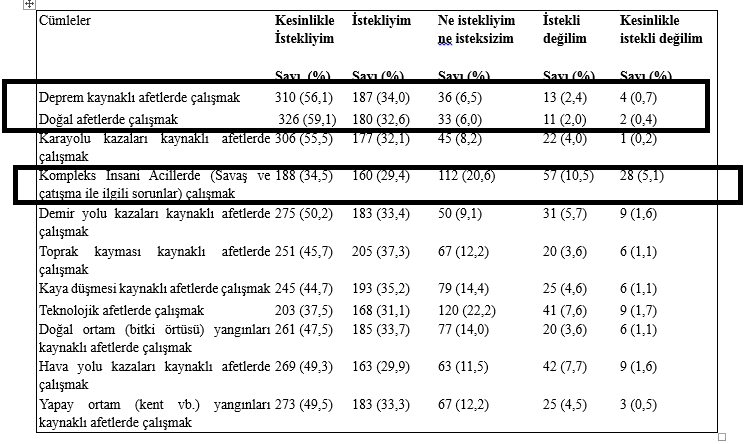 Cümleler Kesinlikle İstekliyim Ne istekliyim İstekli Kesinlikle
İstekliyim ne isteksizim değilim istekli değilim
Sayı (%) Sayı (%) Sayı (%) Sayı (%) Sayı (%)
Deprem kaynaklı afetlerde çalışmak 310 (56,1) 187 (34,0) 36 (6,5) 13 (2,4) 4 (0,7)
Doğal afetlerde çalışmak 326 (59,1) 180 (32,6) 33 (6,0) 11 (2,0) 2 (0,4)
Karayolu kazaları kaynaklı afetlerde 306 (55,5) 177 (32,1) 45 (8,2) 22 (4,0) 1 (0,2)
çalışmak
Kompleks İnsani Acillerde (Savaş ve 188 (34,5) 160 (29,4) 112 (20,6) 57 (10,5) 28 (5,1)
çatışma ile ilgili sorunlar) çalışmak
Demir yolu kazaları kaynaklı afetlerde 275 (50,2) 183 (33,4) 50 (9,1) 31 (5,7) 9 (1,6)
çalışmak
Toprak kayması kaynaklı afetlerde 251 (45,7) 205 (37,3) 67 (12,2) 20 (3,6) 6 (1,1)
çalışmak
Kaya düşmesi kaynaklı afetlerde çalışmak 245 (44,7) 193 (35,2) 79 (14,4) 25 (4,6) 6 (1,1)
Teknolojik afetlerde çalışmak 203 (37,5) 168 (31,1) 120 (22,2) 41 (7,6) 9 (1,7)
Doğal ortam (bitki örtüsü) yangınları 261 (47,5) 185 (33,7) 77 (14,0) 20 (3,6) 6 (1,1)
kaynaklı afetlerde çalışmak
Hava yolu kazaları kaynaklı afetlerde 269 (49,3) 163 (29,9) 63 (11,5) 42 (7,7) 9 (1,6)
çalışmak
Yapay ortam (kent vb.) yangınları 273 (49,5) 183 (33,3) 67 (12,2) 25 (4,5) 3 (0,5)
kaynaklı afetlerde çalışmak